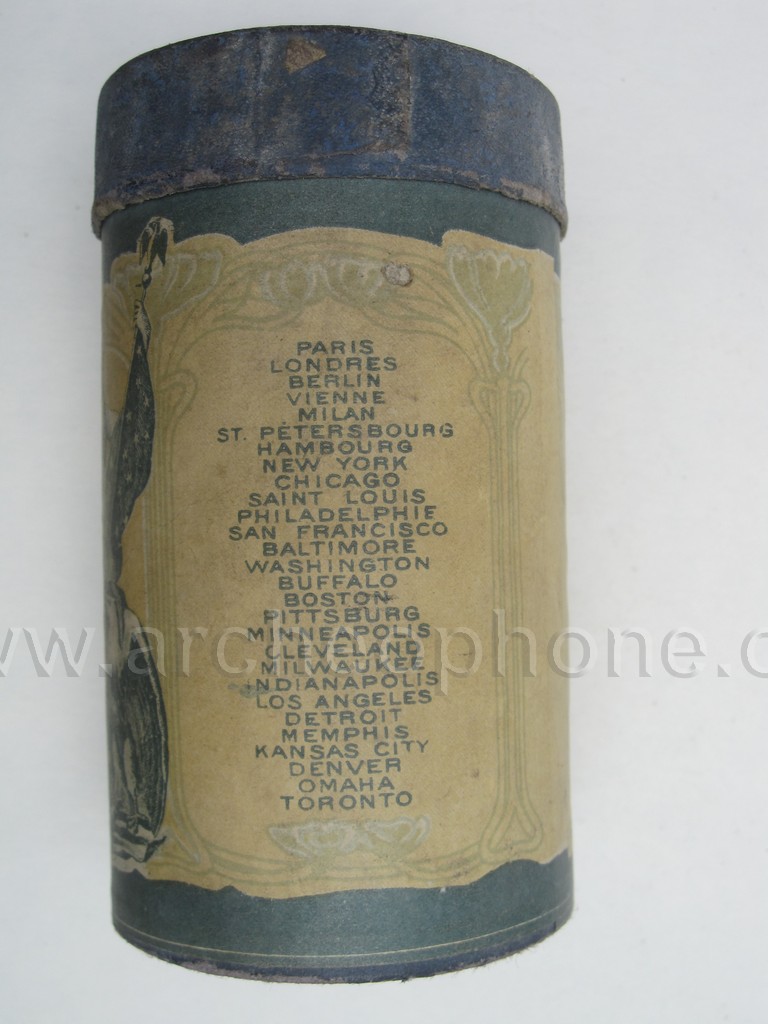 PARIS
LONDRES
BERLIN
VIENNE
MILAN
ST. PÉTERSBOURG
HAMBOURG
NEW YORK
CHICAGO
SAINT LOUIS
PHILADELPHIE
SAN FRANCISCO
BALTIMORE
WASHINGTON
BUFFALO
BOSTON
PITTSBURG
MINNEAPOLIS
CLEVELAND
MILWAUKEE
INDIANAPOLIS
LOS ANGELES
DETROIT
MEMPHIS
KANSAS CITY
DENVER
OMAHA
TORONTO